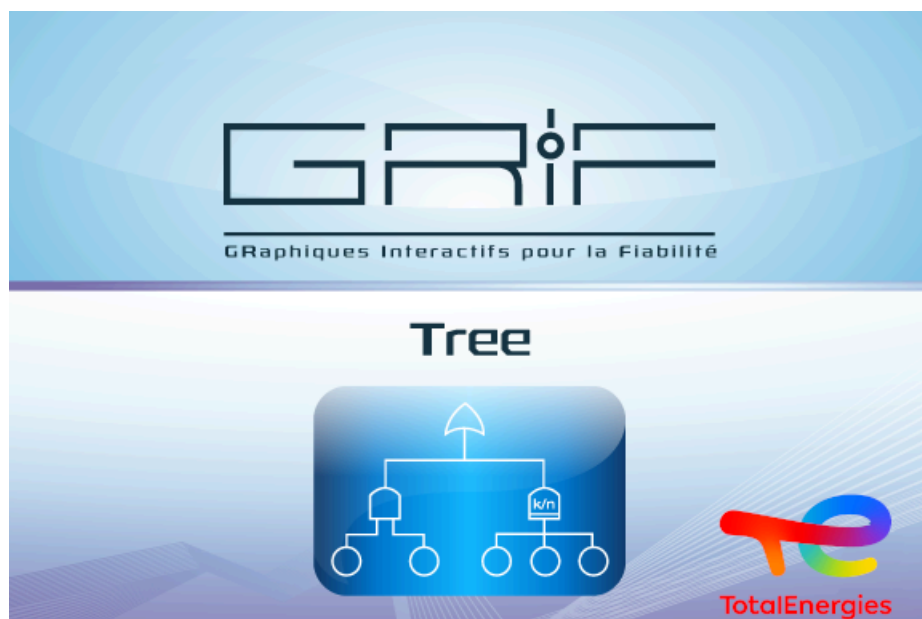 GRiF
GRaphiques Interactifs pour la Fiabilité
Tree
k/n
TotalEnergies